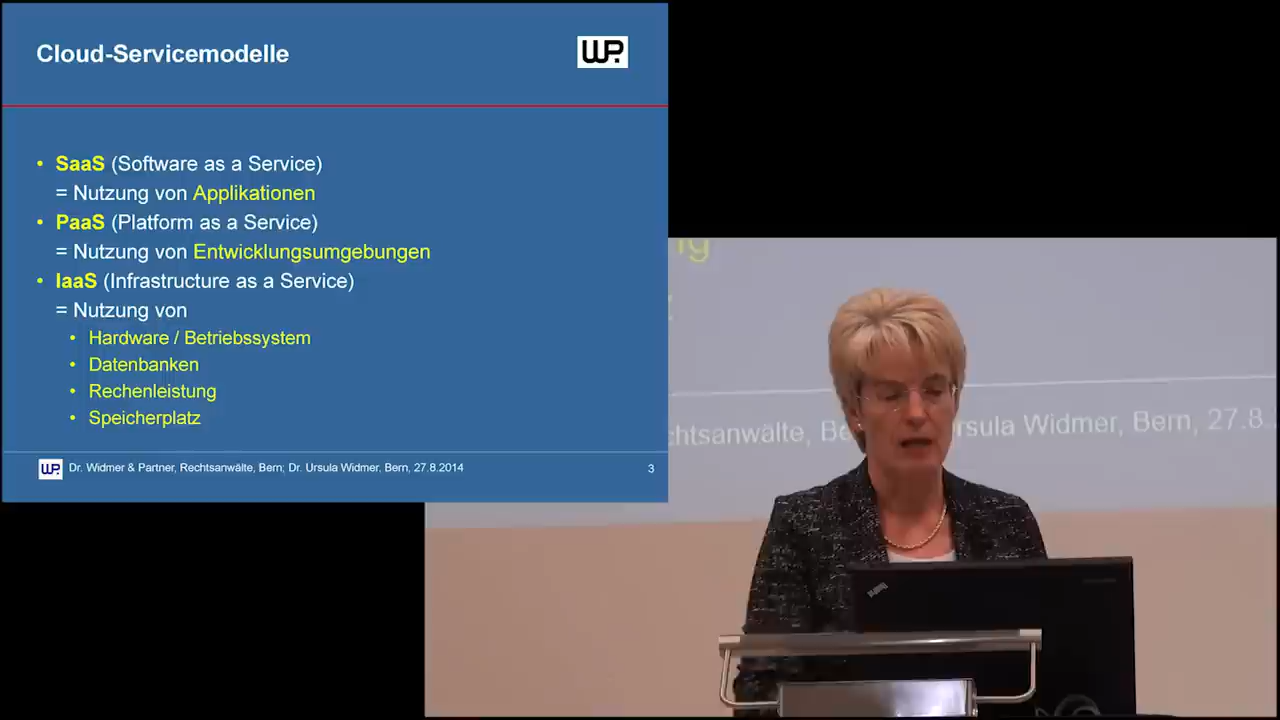 Cloud-Servicemodelle
WP.
• SaaS (Software as a Service)
= Nutzung von Applikationen
• PaaS (Platform as a Service)
= Nutzung von Entwicklungsumgebungen
• IaaS (Infrastructure as a Service)
= Nutzung von
• Hardware / Betriebssystem
• Datenbanken
• Rechenleistung
• Speicherplatz
WP. Dr. Widmer & Partner, Rechtsanwälte, Bern; Dr. Ursula Widmer, Bern, 27.8.2014
3
ng
chtsanwälte, Be rsula Widmer, Bern, 27.8.
ThinkPad